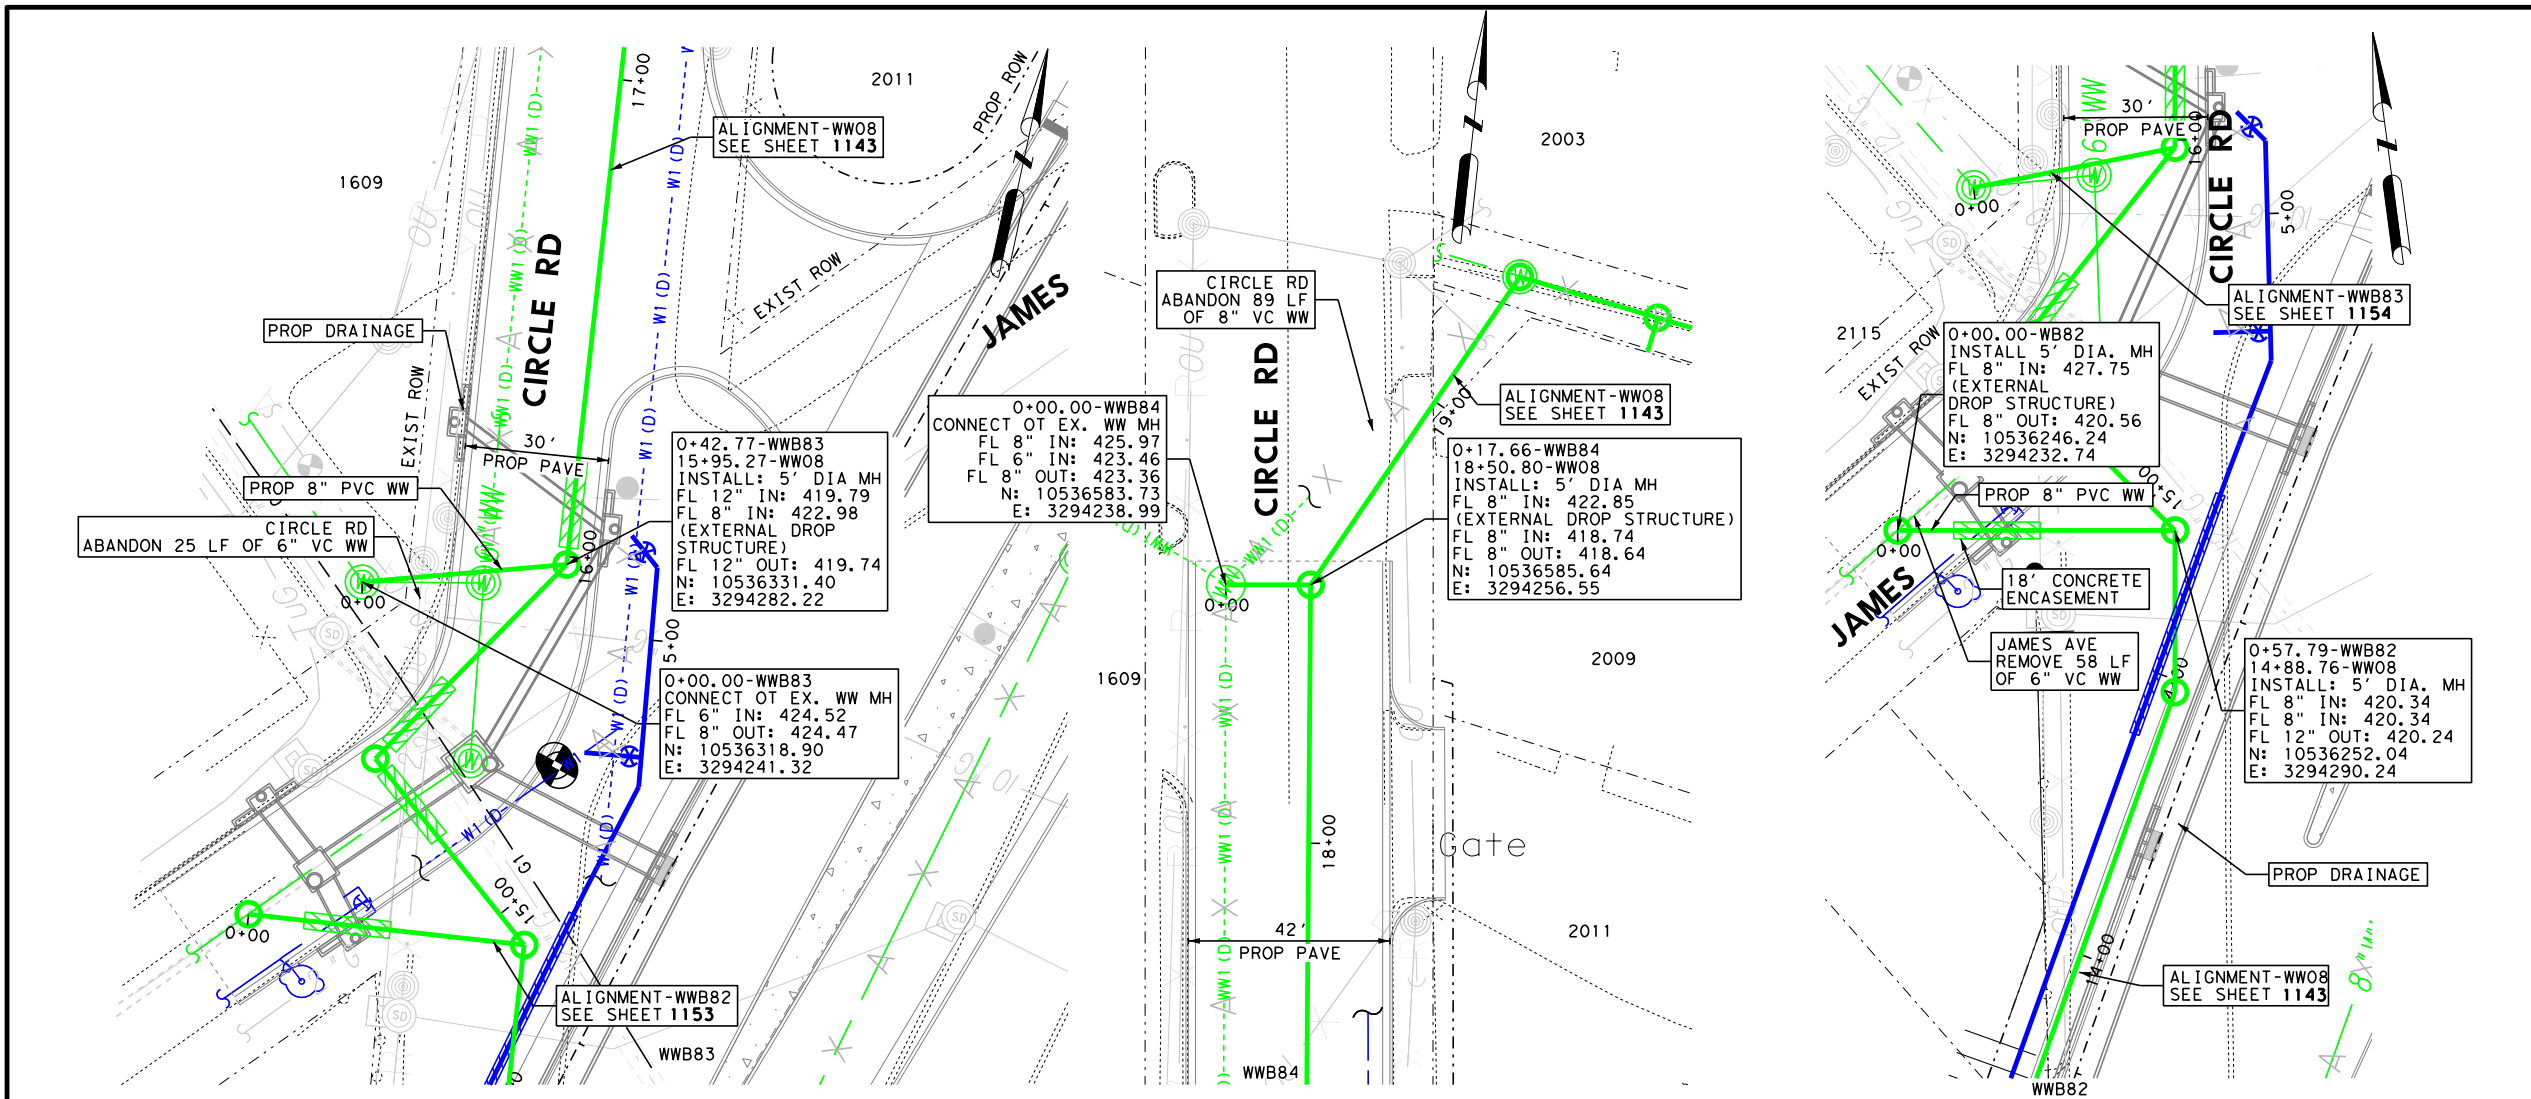 17+00
2011
PROP ROW
ALIGNMENT-WW08
SEE SHEET 1143
1609
WW1(D)
W1(D)
CIRCLE RD
EXIST ROW
JAMES
PROP DRAINAGE
EXIST ROW
30'
PROP PAVE
PROP 8" PVC WW
6"WW
CIRCLE RD
ABANDON 25 LF OF 6" VC WW
0+42.77-WWB83
15+95.27-WW08
INSTALL: 5' DIA MH
FL 12" IN: 419.79
FL 8" IN: 422.98
(EXTERNAL DROP
STRUCTURE)
FL 12" OUT: 419.74
N: 10536331.40
E: 3294282.22
16+00
0+00
5+00
0+00.00-WWB83
CONNECT OT EX. WW MH
FL 6" IN: 424.52
FL 8" OUT: 424.47
N: 10536318.90
E: 3294241.32
W1(D)
G1
15+00
0+00
ALIGNMENT-WWB82
SEE SHEET 1153
WWB83
2003
CIRCLE RD
ABANDON 89 LF
OF 8" VC WW
CIRCLE RD
19+00
ALIGNMENT-WW08
SEE SHEET 1143
0+00.00-WWB84
CONNECT OT EX. WW MH
FL 8" IN: 425.97
FL 6" IN: 423.46
FL 8" OUT: 423.36
N: 10536583.73
E: 3294238.99
0+17.66-WWB84
18+50.80-WW08
INSTALL: 5' DIA MH
FL 8" IN: 422.85
(EXTERNAL DROP STRUCTURE)
FL 8" IN: 418.74
FL 8" OUT: 418.64
N: 10536585.64
E: 3294256.55
WW1(D)
0+00
1609
2009
18+00
Gate
42'
PROP PAVE
2011
WWB84
6"WW
30'
PROP PAVE
16+00
CIRCLE RD
0+00
5+00
ALIGNMENT-WWB83
SEE SHEET 1154
2115
EXIST ROW
0+00.00-WB82
INSTALL 5' DIA. MH
FL 8" IN: 427.75
(EXTERNAL
DROP STRUCTURE)
FL 8" OUT: 420.56
N: 10536246.24
E: 3294232.74
15+00
PROP 8" PVC WW
0+00
JAMES
18' CONCRETE
ENCASEMENT
JAMES AVE
REMOVE 58 LF
OF 6" VC WW
0+57.79-WWB82
14+88.76-WW08
INSTALL: 5' DIA. MH
FL 8" IN: 420.34
FL 8" IN: 420.34
FL 12" OUT: 420.24
N: 10536252.04
E: 3294290.24
PROP DRAINAGE
14+00
ALIGNMENT-WW08
SEE SHEET 1143
WWB82